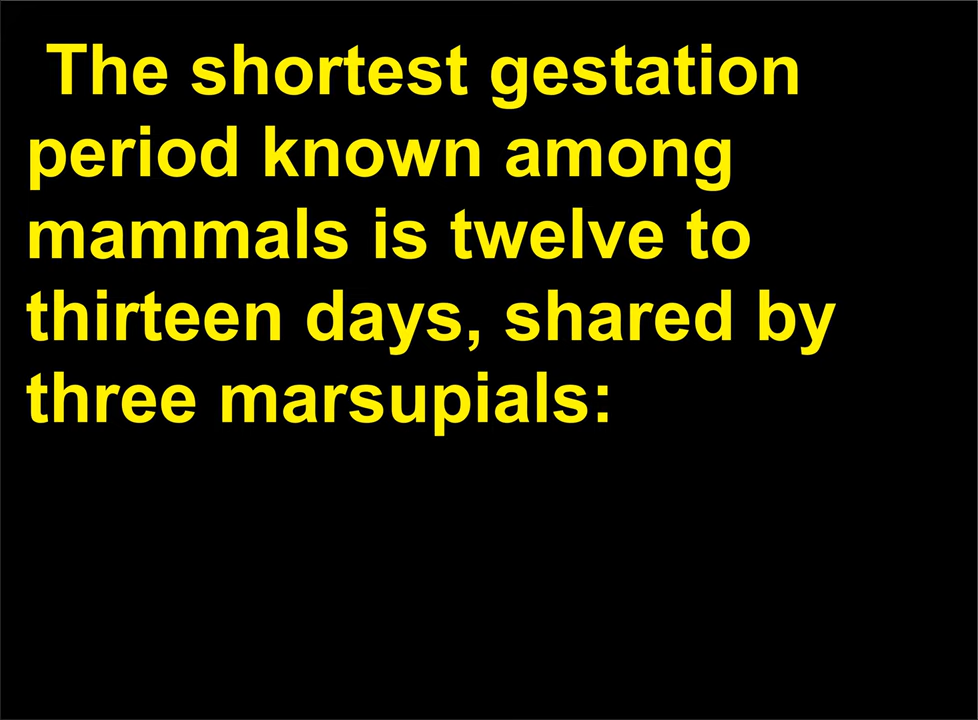 The shortest gestation
period known among
mammals is twelve to
thirteen days, shared by
three marsupials: